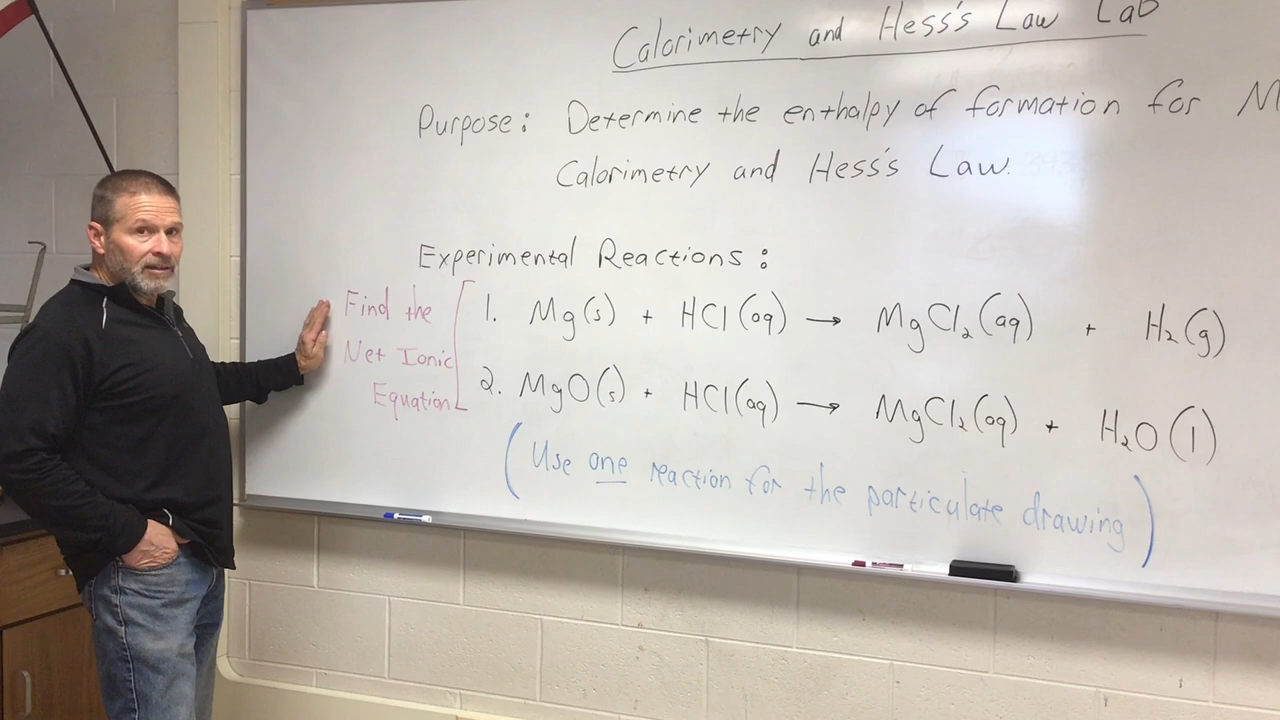 Calorimetry and Hess's Law Lab
Purpose: Determine the enthalpy of formation for M
Calorimetry and Hess's Law.
Experimental Reactions:
Find the
Net Ionic
Equation
1. Mg(s) + HCl(aq) → MgCl₂(aq) + H₂(g)
2. MgO(s) + HCl(aq) → MgCl₂(aq) + H₂O(l)
(Use one reaction for the particulate drawing)